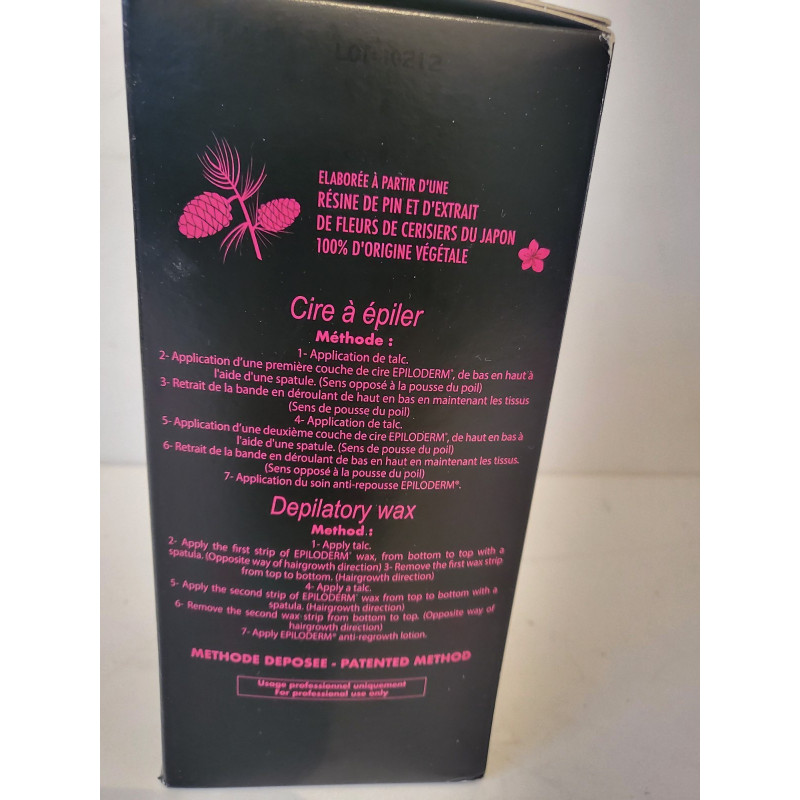 LOT: 10212
ELABORÉE À PARTIR D'UNE
RÉSINE DE PIN ET D'EXTRAIT
DE FLEURS DE CERISIERS DU JAPON
100% D'ORIGINE VÉGÉTALE
Cire à épiler
Méthode :
1- Application de talc.
2- Application d'une première couche de cire EPILODERM®, de bas en haut à
l'aide d'une spatule. (Sens opposé à la pousse du poil)
3- Retrait de la bande en déroulant de haut en bas en maintenant les tissus
(Sens de pousse du poil)
4- Application de talc.
5- Application d'une deuxième couche de cire EPILODERM®, de haut en bas à
l'aide d'une spatule. (Sens de pousse du poil)
6- Retrait de la bande en déroulant de bas en haut en maintenant les tissus.
(Sens opposé à la pousse du poil)
7- Application du soin anti-repousse EPILODERM®.
Depilatory wax
Method :
1- Apply talc.
2- Apply the first strip of EPILODERM® wax, from bottom to top with a
spatula. (Opposite way of hairgrowth direction) 3- Remove the first wax strip
from top to bottom. (Hairgrowth direction)
4- Apply a talc.
5- Apply the second strip of EPILODERM® wax from top to bottom with a
spatula. (Hairgrowth direction)
6- Remove the second wax strip from bottom to top. (Opposite way of
hairgrowth direction)
7- Apply EPILODERM® anti-regrowth lotion.
METHODE DEPOSEE - PATENTED METHOD
Usage professionnel uniquement
For professional use only